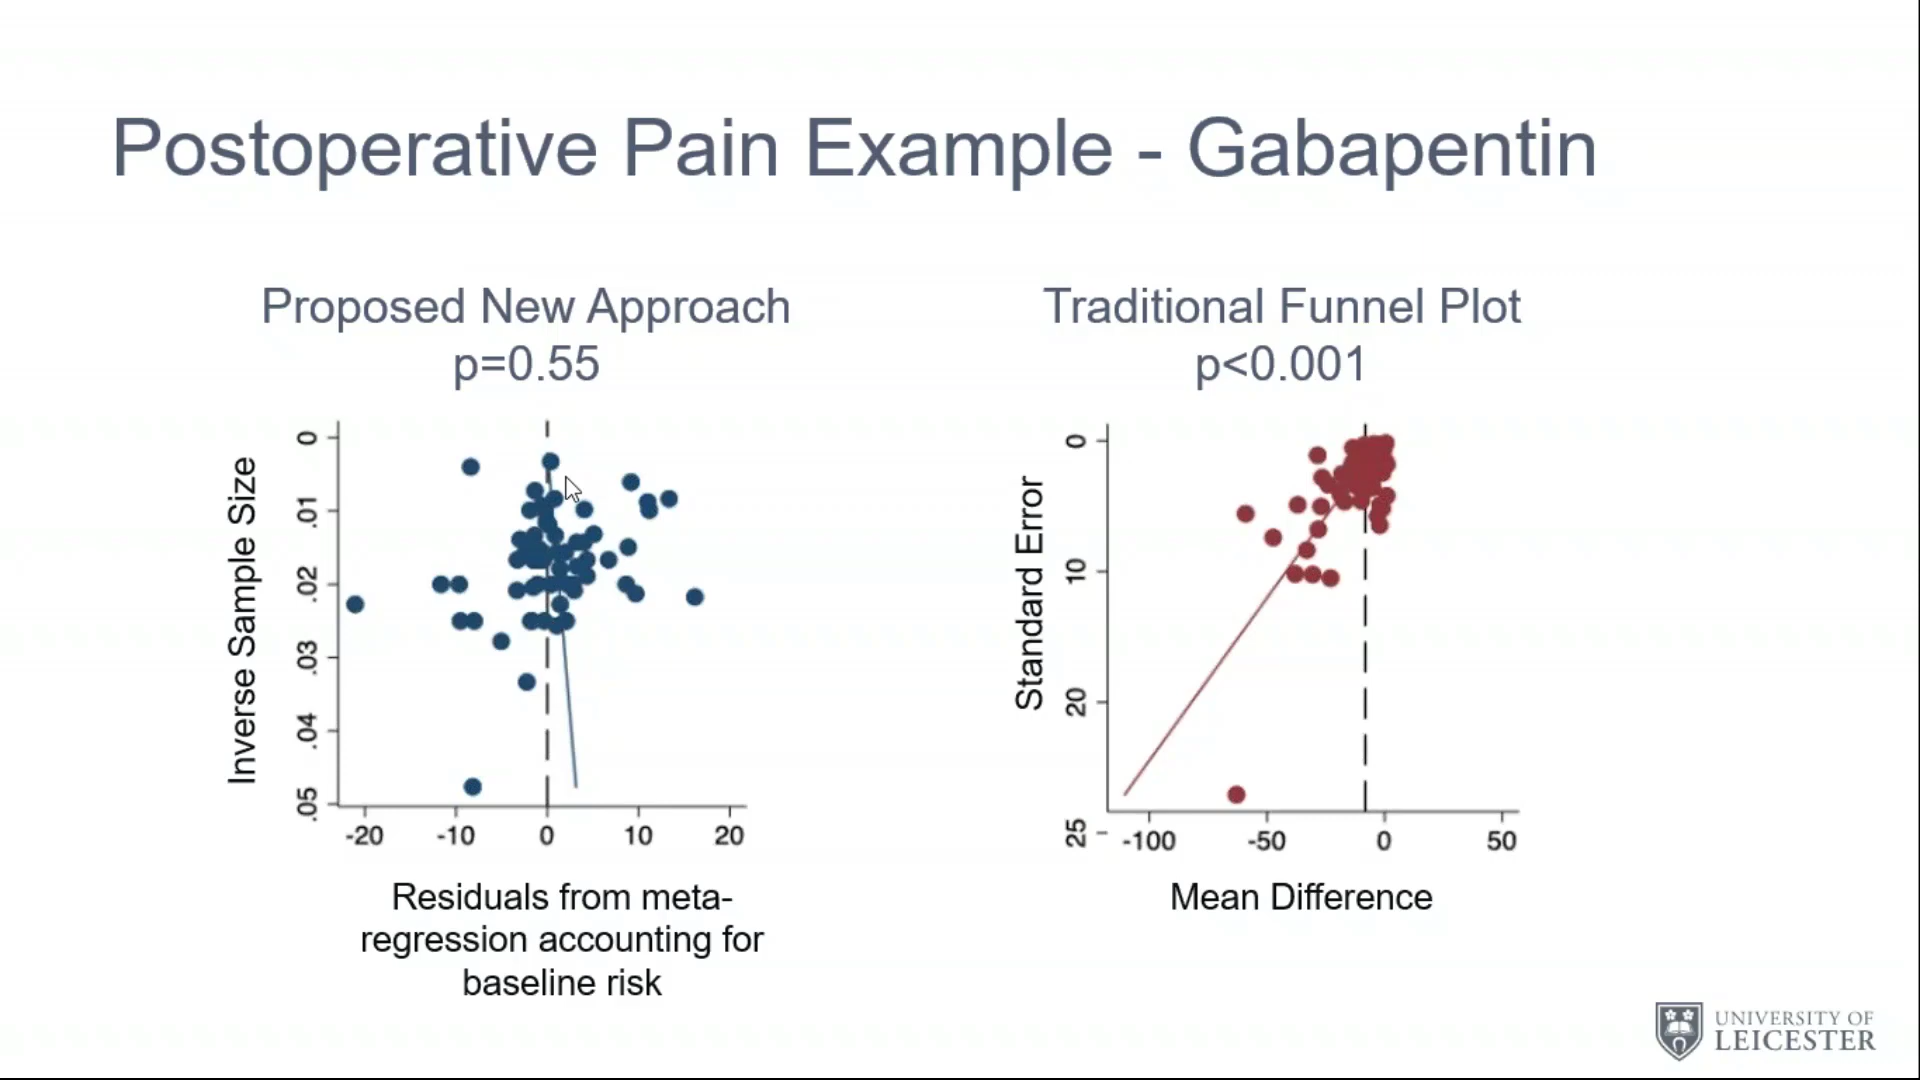 Postoperative Pain Example - Gabapentin
Proposed New Approach
p=0.55
Inverse Sample Size
0
.01
.02
.03
.04
.05
-20 -10 0 10 20
Residuals from meta-
regression accounting for
baseline risk
Traditional Funnel Plot
p<0.001
Standard Error
0
10
20
25
-100 -50 0 50
Mean Difference
UNIVERSITY OF
LEICESTER